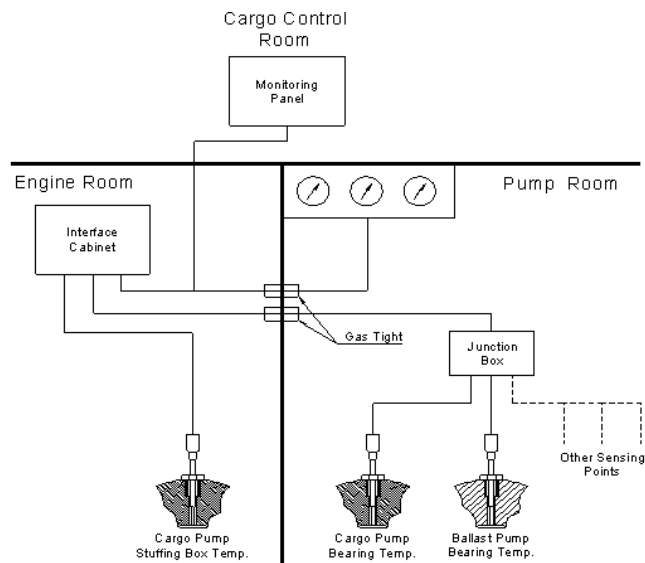 Cargo Control
Room
Monitoring
Panel
Engine Room
Pump Room
Interface
Cabinet
Gas Tight
Junction
Box
Other Sensing
Points
Cargo Pump
Stuffing Box Temp.
Cargo Pump
Bearing Temp.
Ballast Pump
Bearing Temp.